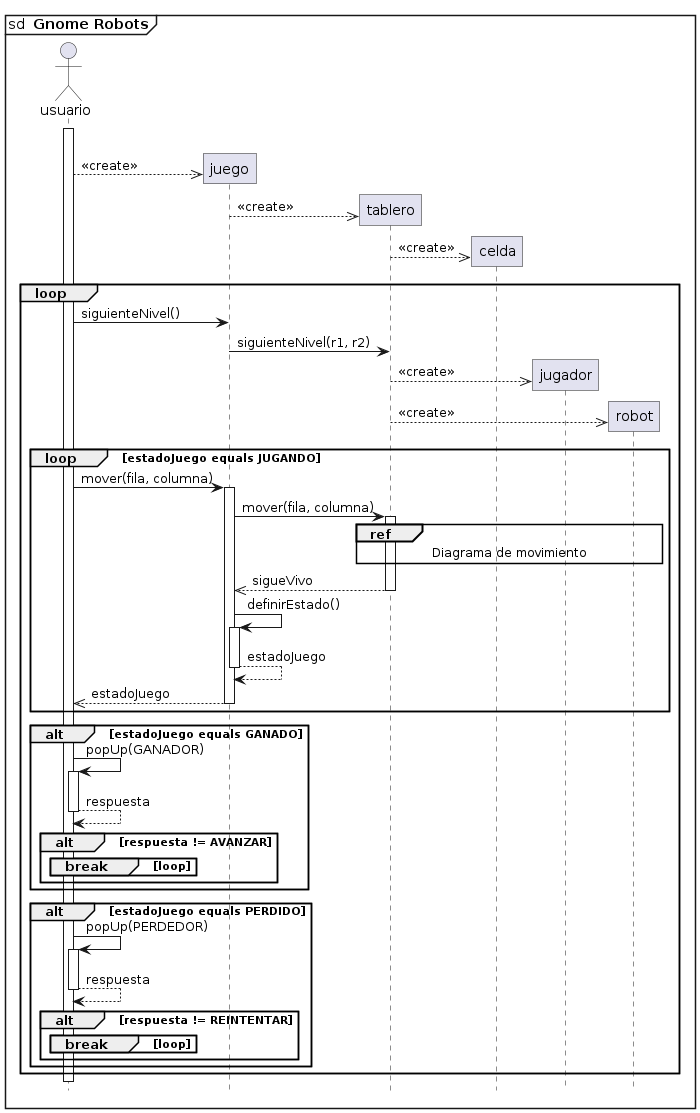 sd Gnome Robots
usuario
«create»
juego
«create»
tablero
«create»
celda
loop
siguienteNivel()
siguienteNivel(r1, r2)
«create»
jugador
«create»
robot
loop [estadoJuego equals JUGANDO]
mover(fila, columna)
mover(fila, columna)
ref
Diagrama de movimiento
sigueVivo
definirEstado()
estadoJuego
estadoJuego
alt [estadoJuego equals GANADO]
popUp(GANADOR)
respuesta
alt [respuesta != AVANZAR]
break [loop]
alt [estadoJuego equals PERDIDO]
popUp(PERDEDOR)
respuesta
alt [respuesta != REINTENTAR]
break [loop]